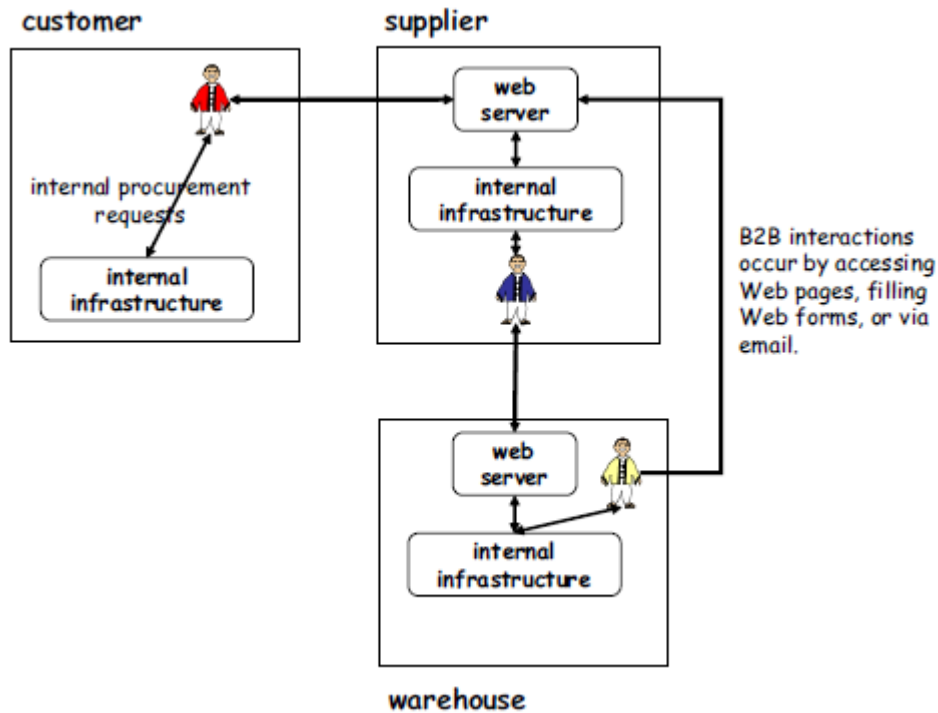 customer
supplier
web
server
internal procurement
requests
internal
infrastructure
internal
infrastructure
B2B interactions
occur by accessing
Web pages, filling
Web forms, or via
email.
web
server
internal
infrastructure
warehouse